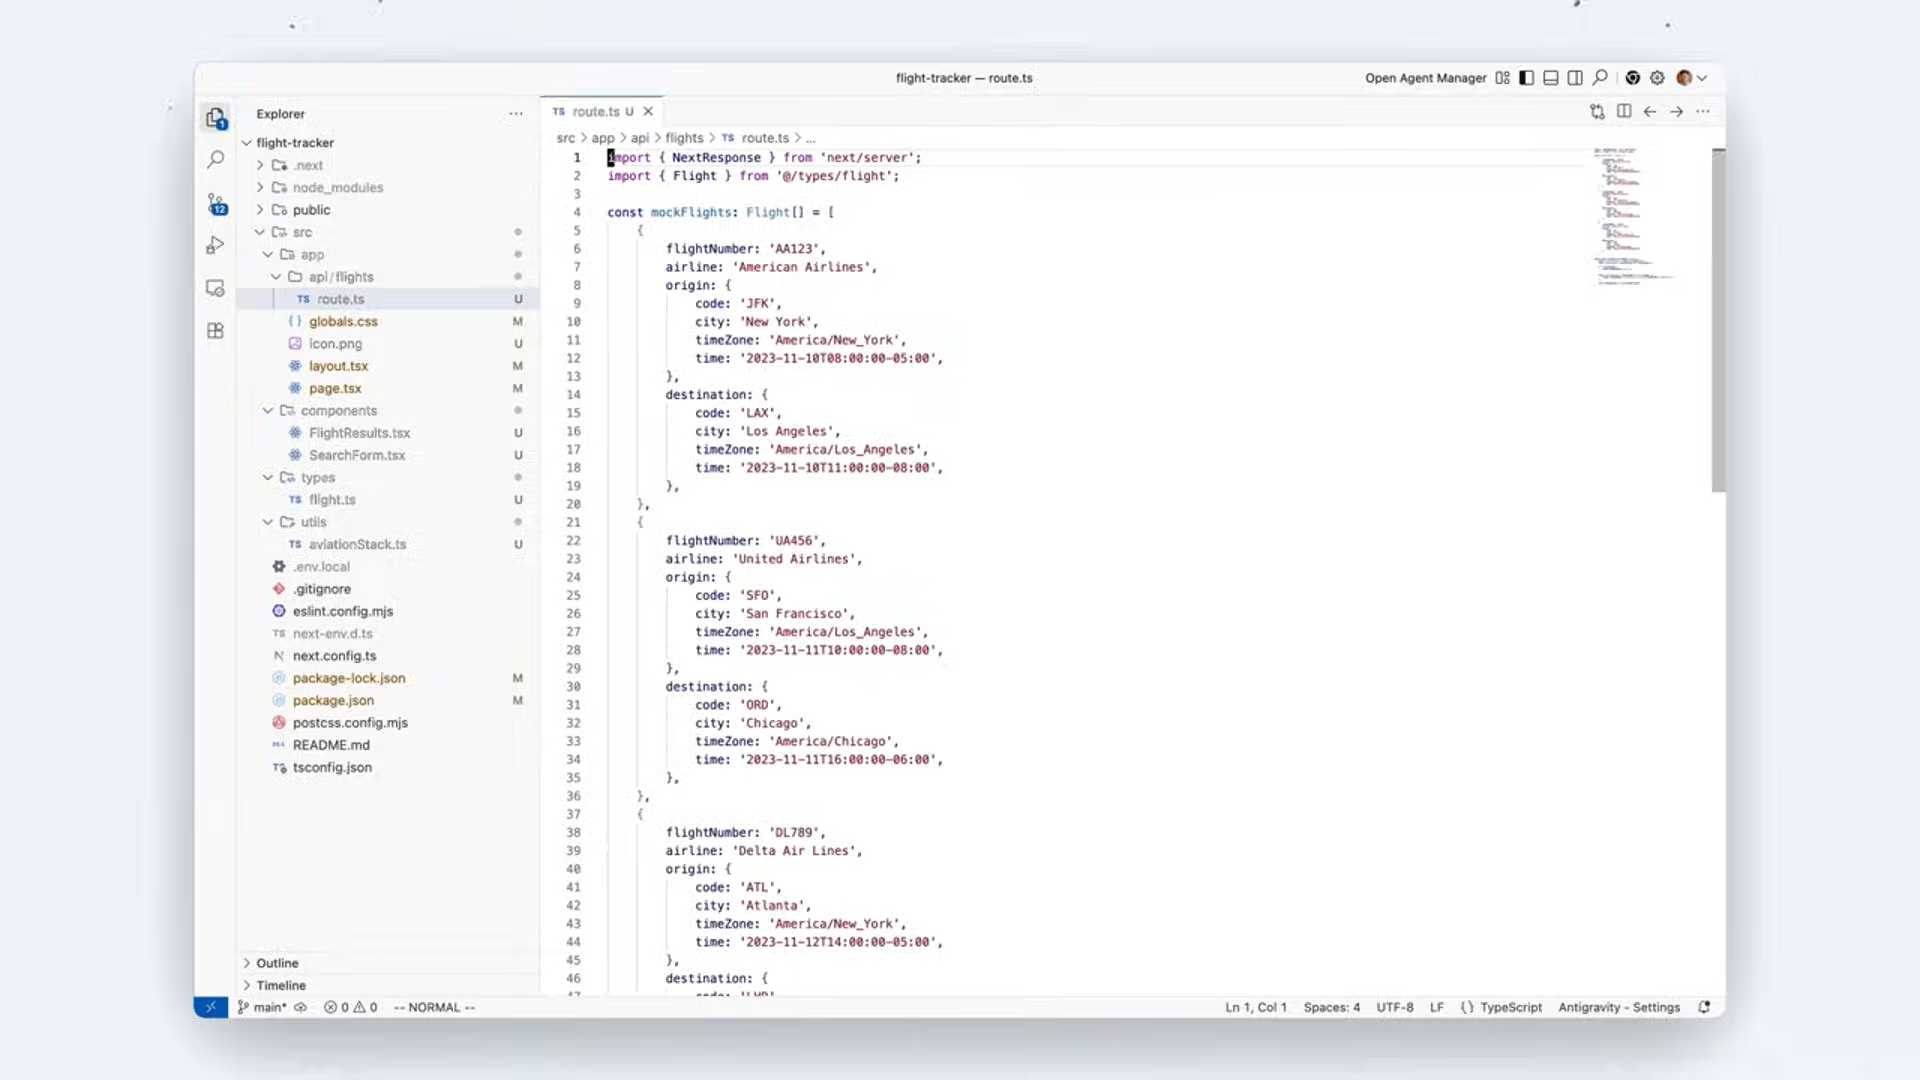 flight-tracker — route.ts
Open Agent Manager
Explorer
flight-tracker
.next
node_modules
public
src
app
api/flights
route.ts U
globals.css M
icon.png U
layout.tsx M
page.tsx M
components
FlightResults.tsx U
SearchForm.tsx U
types
TS flight.ts U
utils
TS aviationStack.ts U
.env.local
.gitignore
eslint.config.mjs
TS next-env.d.ts
next.config.ts
package-lock.json M
package.json M
postcss.config.mjs
README.md
tsconfig.json
Outline
Timeline
1
12
TS route.ts U
src > app > api > flights > TS route.ts > ...
1 import { NextResponse } from 'next/server';
2 import { Flight } from '@/types/flight';
3
4 const mockFlights: Flight[] = [
5 {
6 flightNumber: 'AA123',
7 airline: 'American Airlines',
8 origin: {
9 code: 'JFK',
10 city: 'New York',
11 timeZone: 'America/New_York',
12 time: '2023-11-10T08:00:00-05:00',
13 },
14 destination: {
15 code: 'LAX',
16 city: 'Los Angeles',
17 timeZone: 'America/Los_Angeles',
18 time: '2023-11-10T11:00:00-08:00',
19 },
20 },
21 {
22 flightNumber: 'UA456',
23 airline: 'United Airlines',
24 origin: {
25 code: 'SFO',
26 city: 'San Francisco',
27 timeZone: 'America/Los_Angeles',
28 time: '2023-11-11T10:00:00-08:00',
29 },
30 destination: {
31 code: 'ORD',
32 city: 'Chicago',
33 timeZone: 'America/Chicago',
34 time: '2023-11-11T16:00:00-06:00',
35 },
36 },
37 {
38 flightNumber: 'DL789',
39 airline: 'Delta Air Lines',
40 origin: {
41 code: 'ATL',
42 city: 'Atlanta',
43 timeZone: 'America/New_York',
44 time: '2023-11-12T14:00:00-05:00',
45 },
46 destination: {
main* 0 0 -- NORMAL --
Ln 1, Col 1 Spaces: 4 UTF-8 LF {} TypeScript Antigravity - Settings